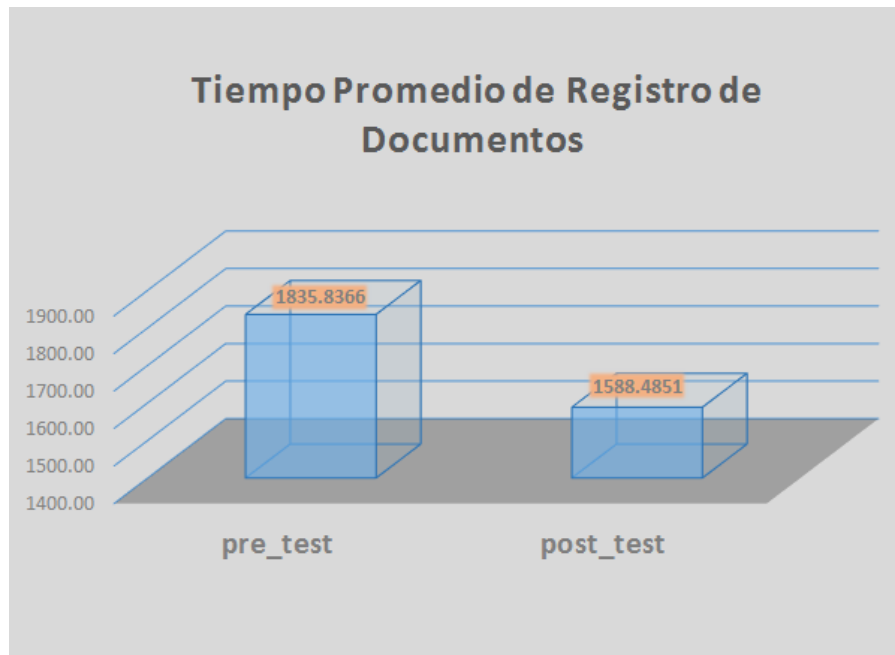 Tiempo Promedio de Registro de
Documentos
1835.8366
1588.4851
1900.00
1800.00
1700.00
1600.00
1500.00
1400.00
pre_test
post_test